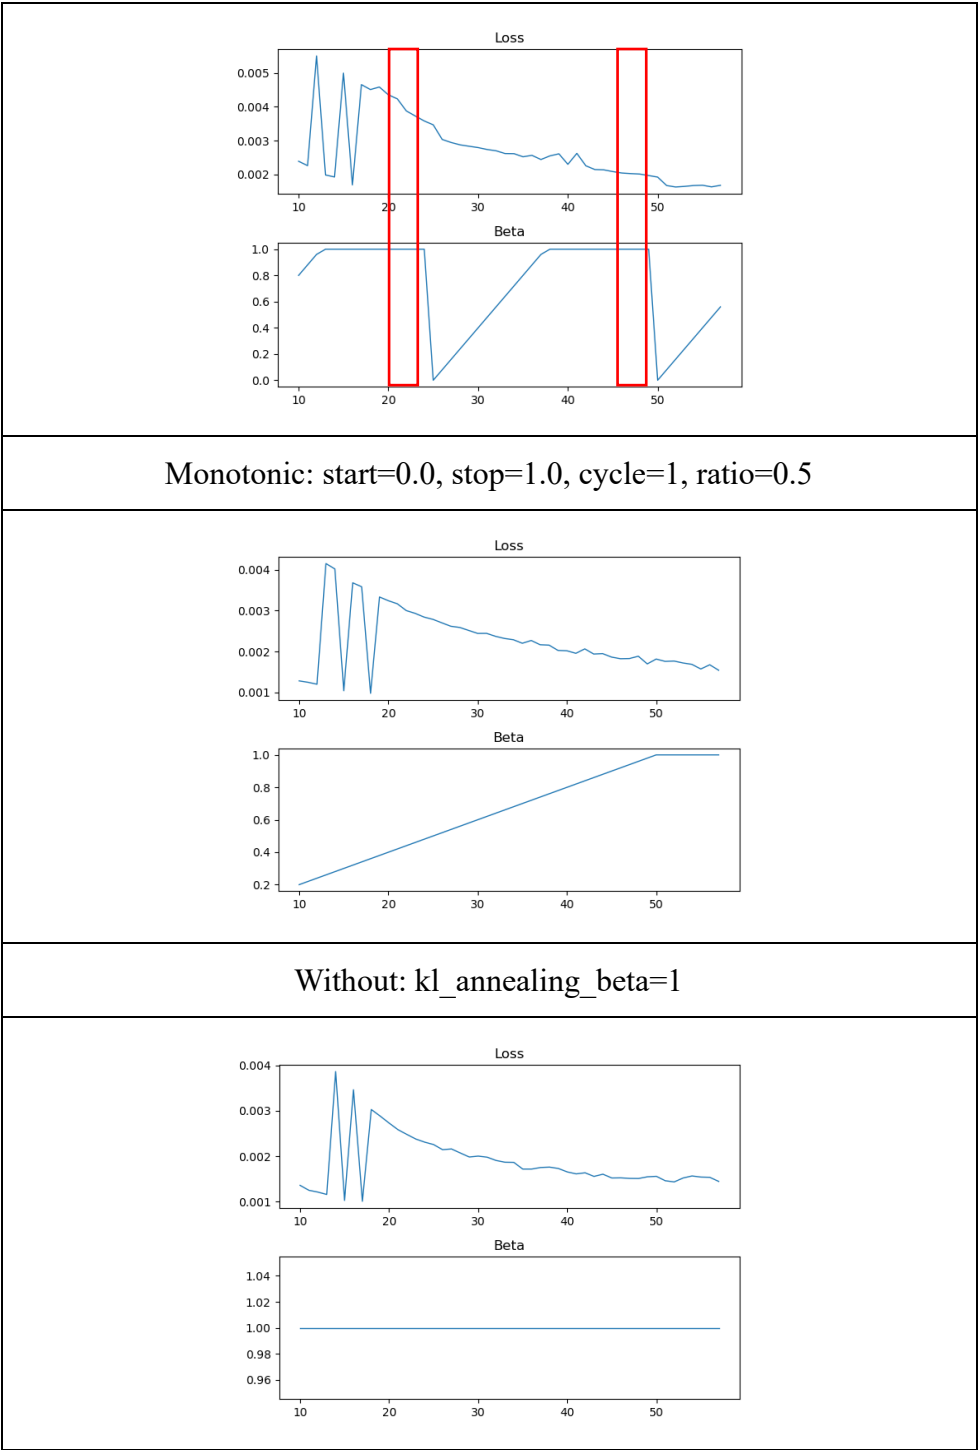 Loss
0.005
0.004
0.003
0.002
10 20 30 40 50
Beta
1.0
0.8
0.6
0.4
0.2
0.0
10 20 30 40 50
Monotonic: start=0.0, stop=1.0, cycle=1, ratio=0.5
Loss
0.004
0.003
0.002
0.001
10 20 30 40 50
Beta
1.0
0.8
0.6
0.4
0.2
10 20 30 40 50
Without: kl_annealing_beta=1
Loss
0.004
0.003
0.002
0.001
10 20 30 40 50
Beta
1.04
1.02
1.00
0.98
0.96
10 20 30 40 50